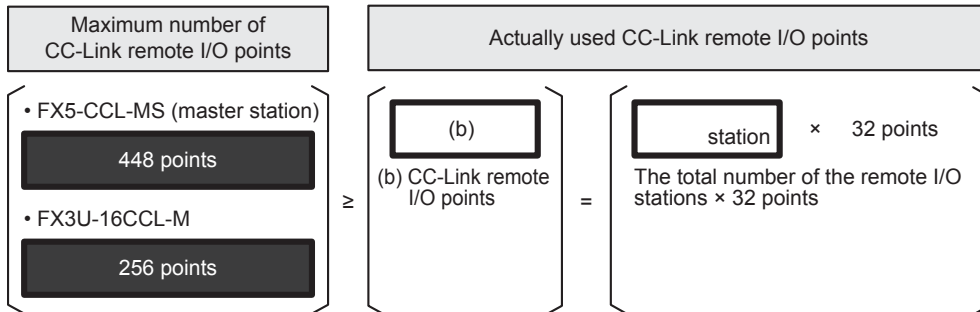 Maximum number of
CC-Link remote I/O points
Actually used CC-Link remote I/O points
• FX5-CCL-MS (master station)
448 points
• FX3U-16CCL-M
256 points
≥
(b)
(b) CC-Link remote
I/O points
=
station × 32 points
The total number of the remote I/O
stations × 32 points